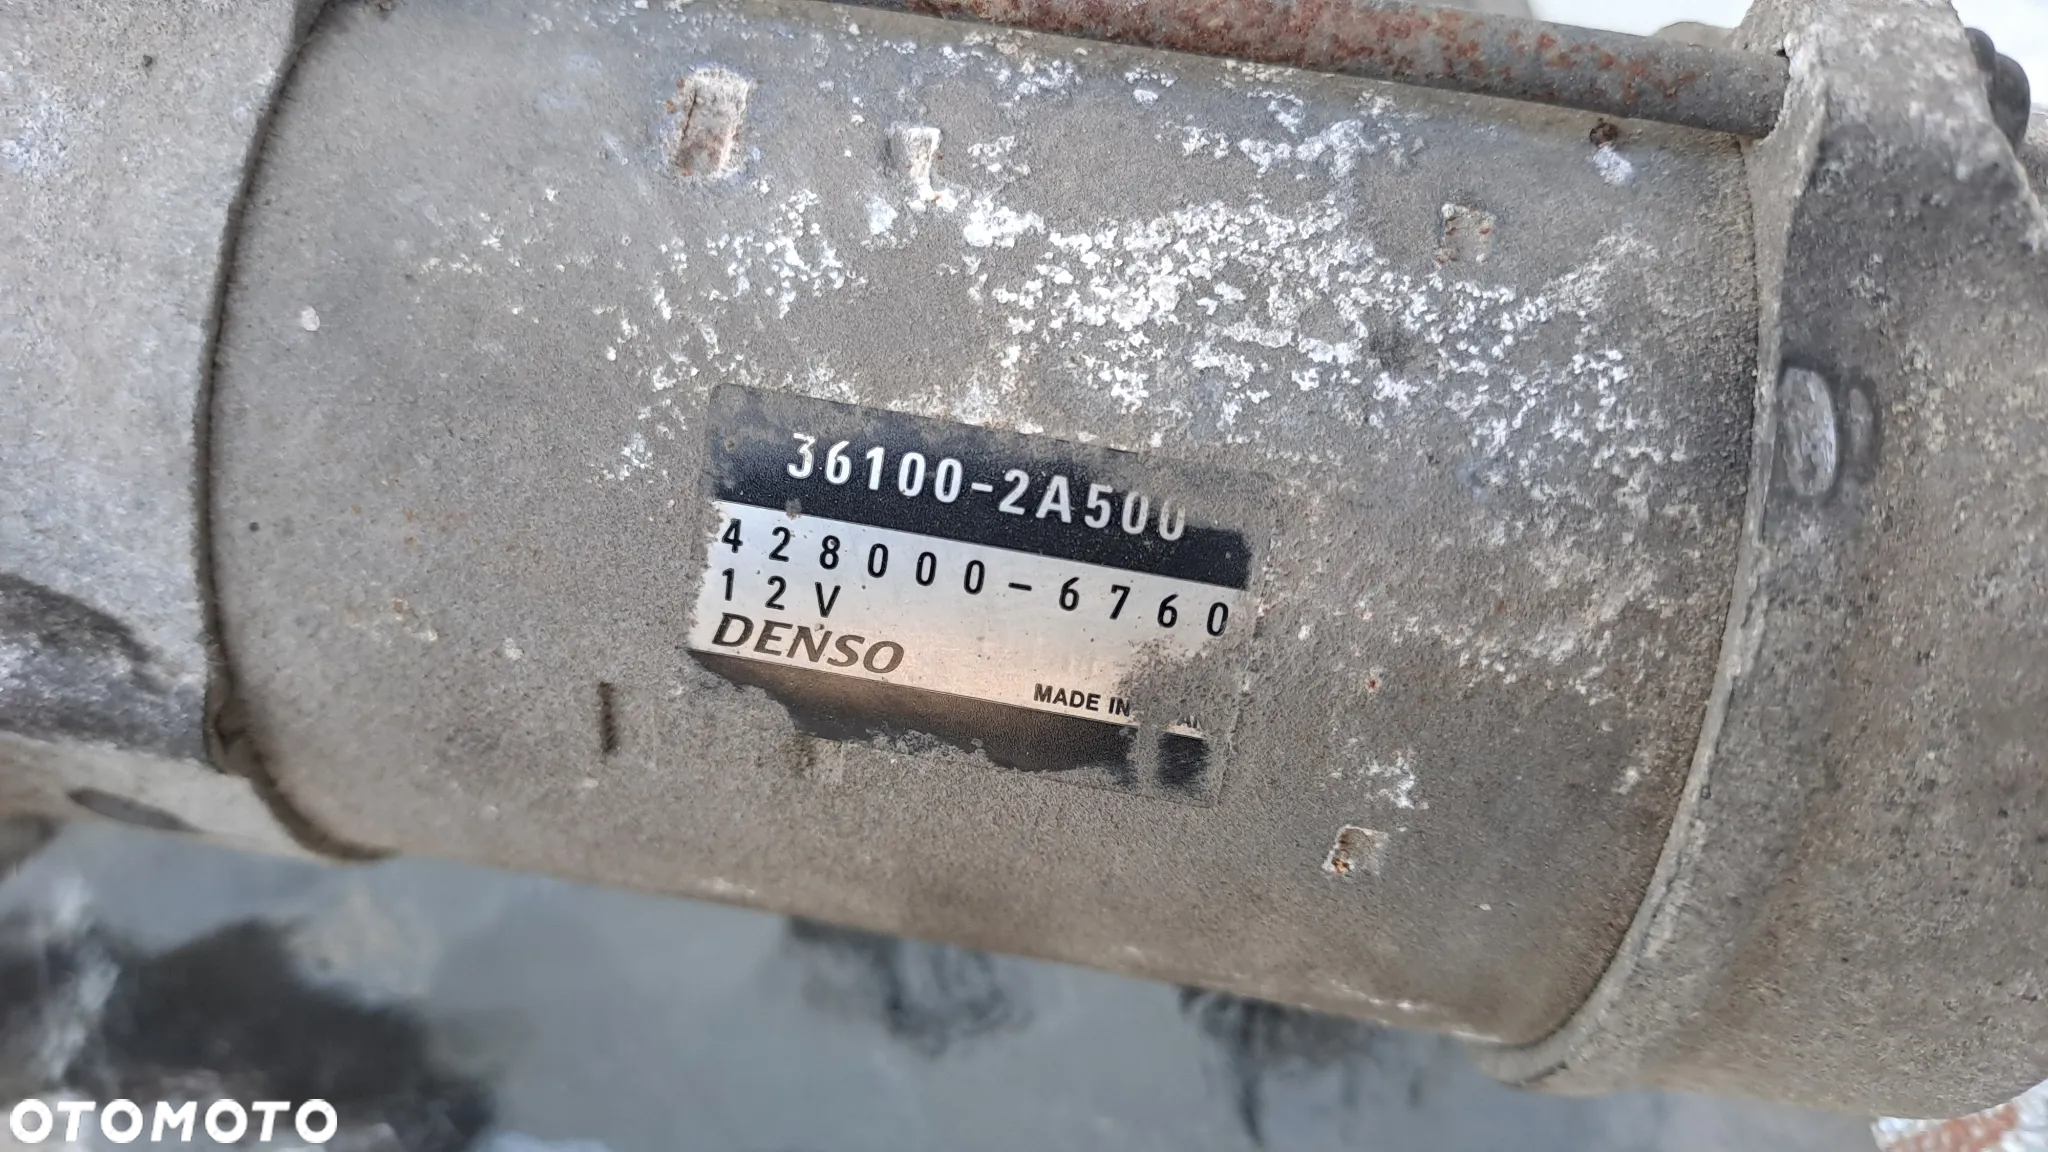 36100-2A500
428000-6760
12V
DENSO
MADE IN
OTOMOTO